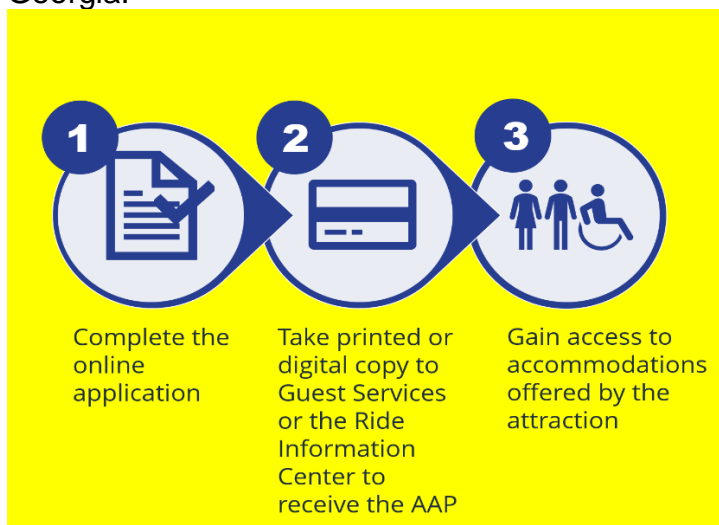 Georgia.
1
2
3
Complete the
online
application
Take printed or
digital copy to
Guest Services
or the Ride
Information
Center to
receive the AAP
Gain access to
accommodations
offered by the
attraction